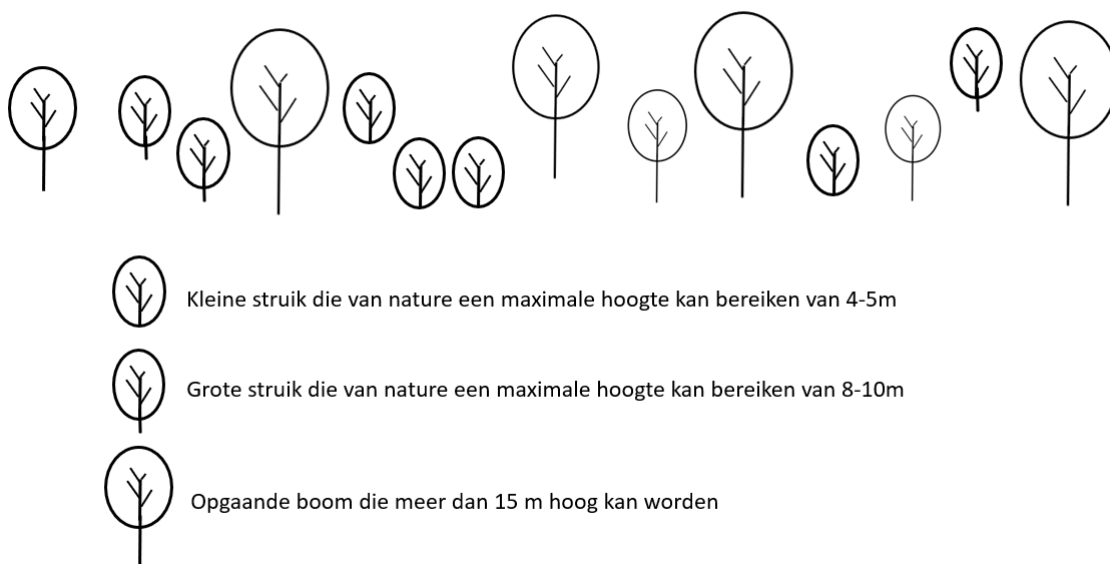 Kleine struik die van nature een maximale hoogte kan bereiken van 4-5m
Grote struik die van nature een maximale hoogte kan bereiken van 8-10m
Opgaande boom die meer dan 15 m hoog kan worden